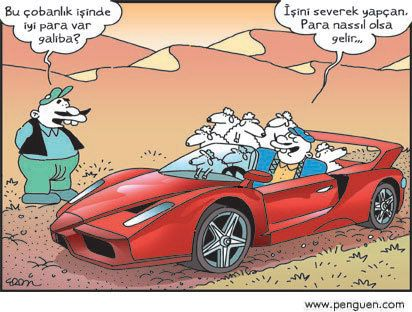 Bu çobanlık işinde
iyi para var
galiba?
İşini severek yapçan.
Para nassıl olsa
gelir...
www.penguen.com